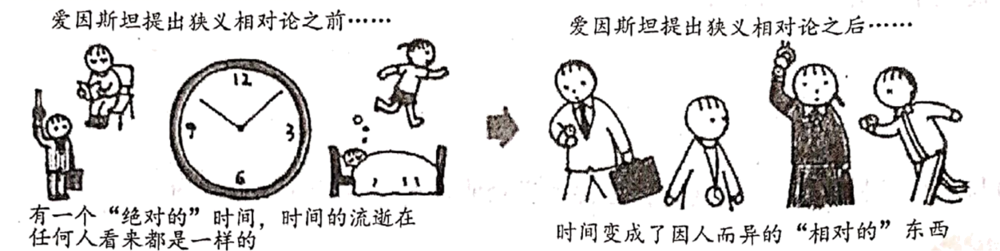 爱因斯坦提出狭义相对论之前……
12
9
3
6
有一个“绝对的”时间，时间的流逝在
任何人看来都是一样的
爱因斯坦提出狭义相对论之后……
时间变成了因人而异的“相对的”东西